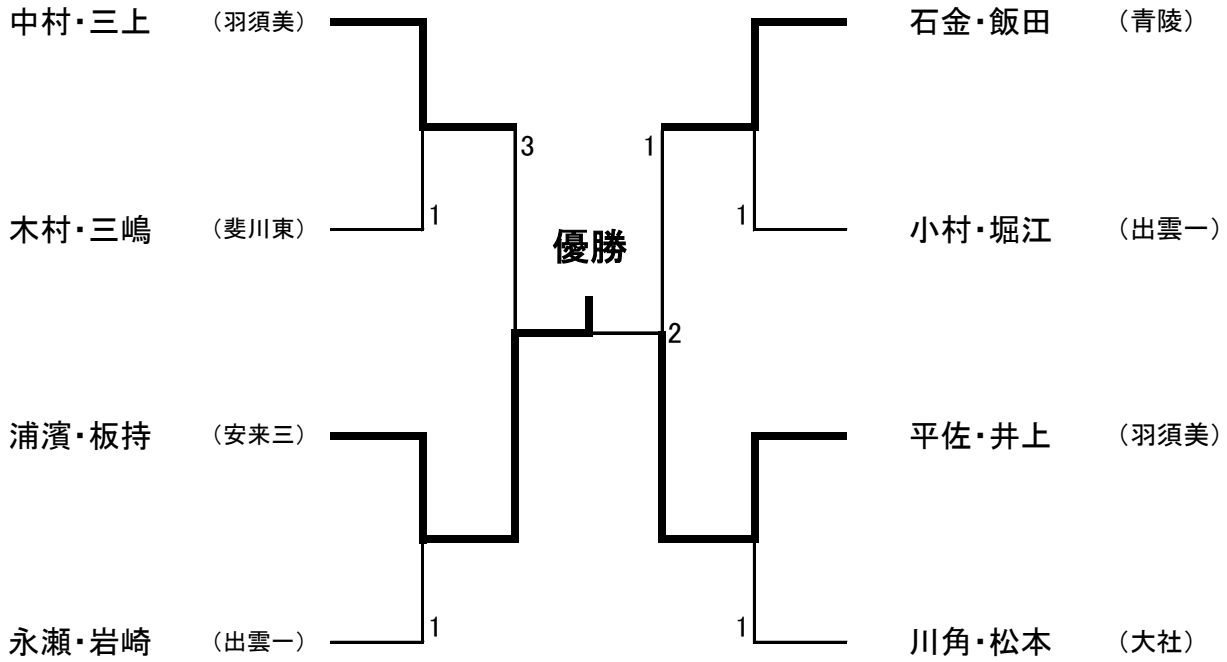 中村・三上 （羽須美） 石金・飯田 （青陵）
3 1
木村・三嶋 （斐川東） 1 1 小村・堀江 （出雲一）
優勝
2
浦濱・板持 （安来三） 平佐・井上 （羽須美）
永瀬・岩崎 （出雲一） 1 1 川角・松本 （大社）